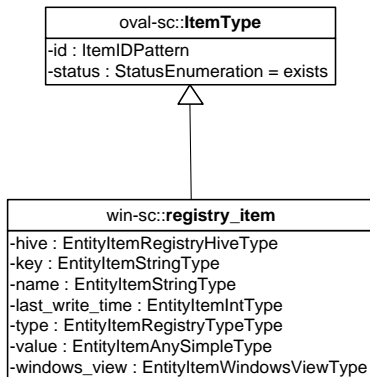 oval-sc::ItemType
-id : ItemIDPattern
-status : StatusEnumeration = exists
win-sc::registry_item
-hive : EntityItemRegistryHiveType
-key : EntityItemStringType
-name : EntityItemStringType
-last_write_time : EntityItemIntType
-type : EntityItemRegistryTypeType
-value : EntityItemAnySimpleType
-windows_view : EntityItemWindowsViewType